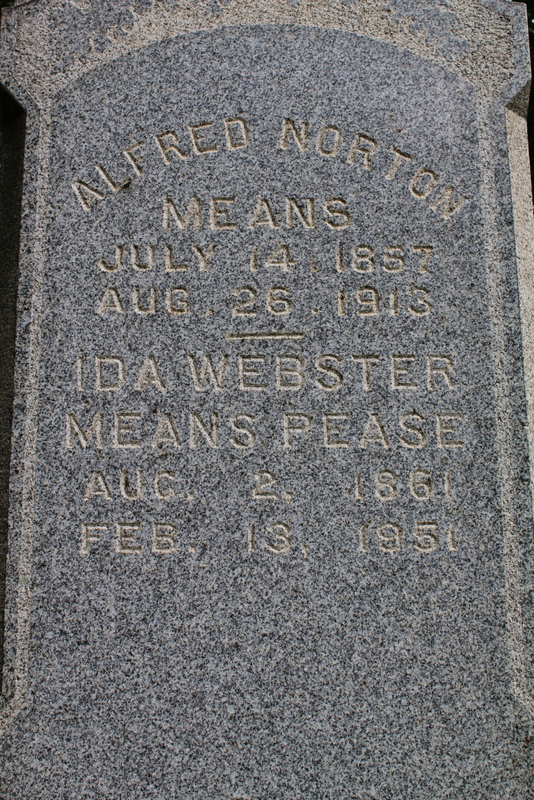 ALFRED NORTON
MEANS
JULY 14. 1857
AUG. 26. 1913
IDA WEBSTER
MEANS PEASE
AUG. 2, 1861
FEB. 13, 1951